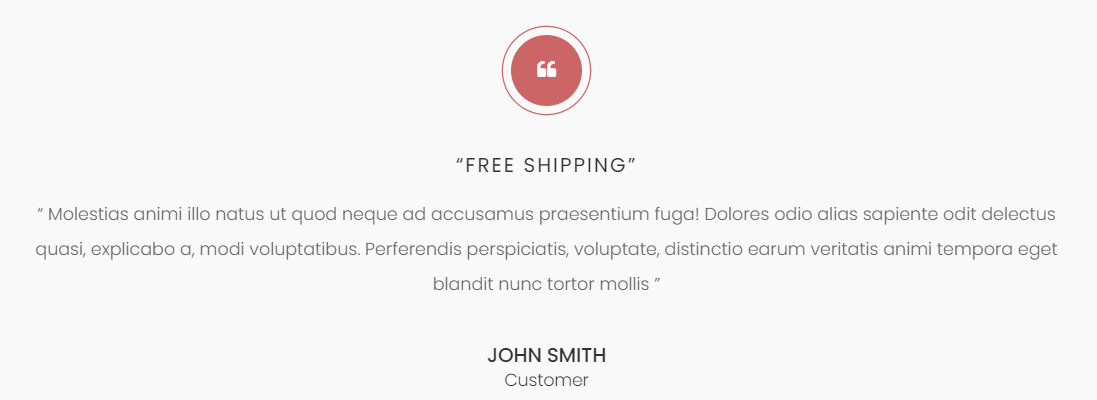 “FREE SHIPPING”
“ Molestias animi illo natus ut quod neque ad accusamus praesentium fuga! Dolores odio alias sapiente odit delectus
quasi, explicabo a, modi voluptatibus. Perferendis perspiciatis, voluptate, distinctio earum veritatis animi tempora eget
blandit nunc tortor mollis ”
JOHN SMITH
Customer